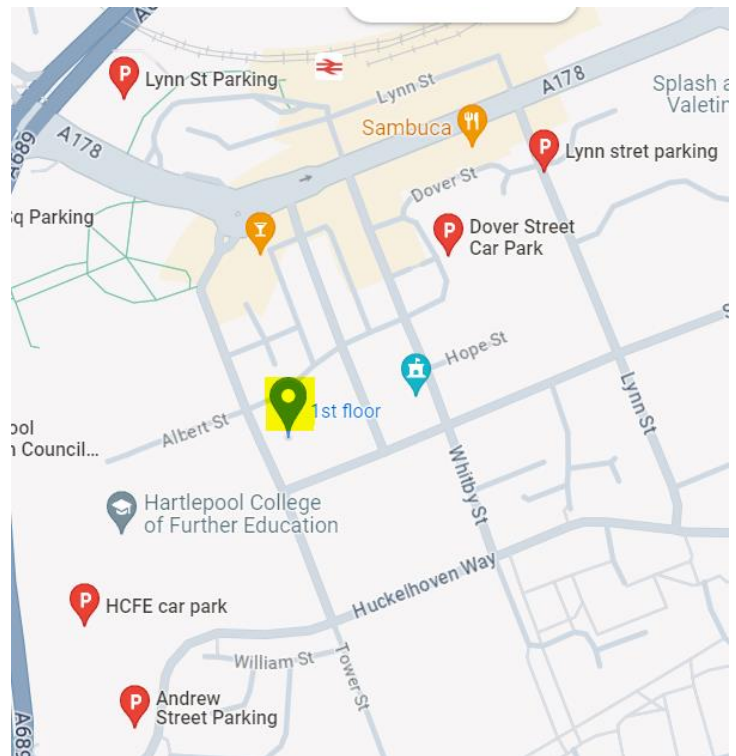 Lynn St Parking
Lynn St
A178
Splash a
Valetin
A689
A178
Sambuca
Lynn stret parking
Dover St
q Parking
Dover Street
Car Park
Hope St
S
1st floor
Albert St
Lynn St
ool
n Council...
Whitby St
Hartlepool College
of Further Education
Huckelhoven Way
HCFE car park
William St
Tower St
Andrew
Street Parking
A689